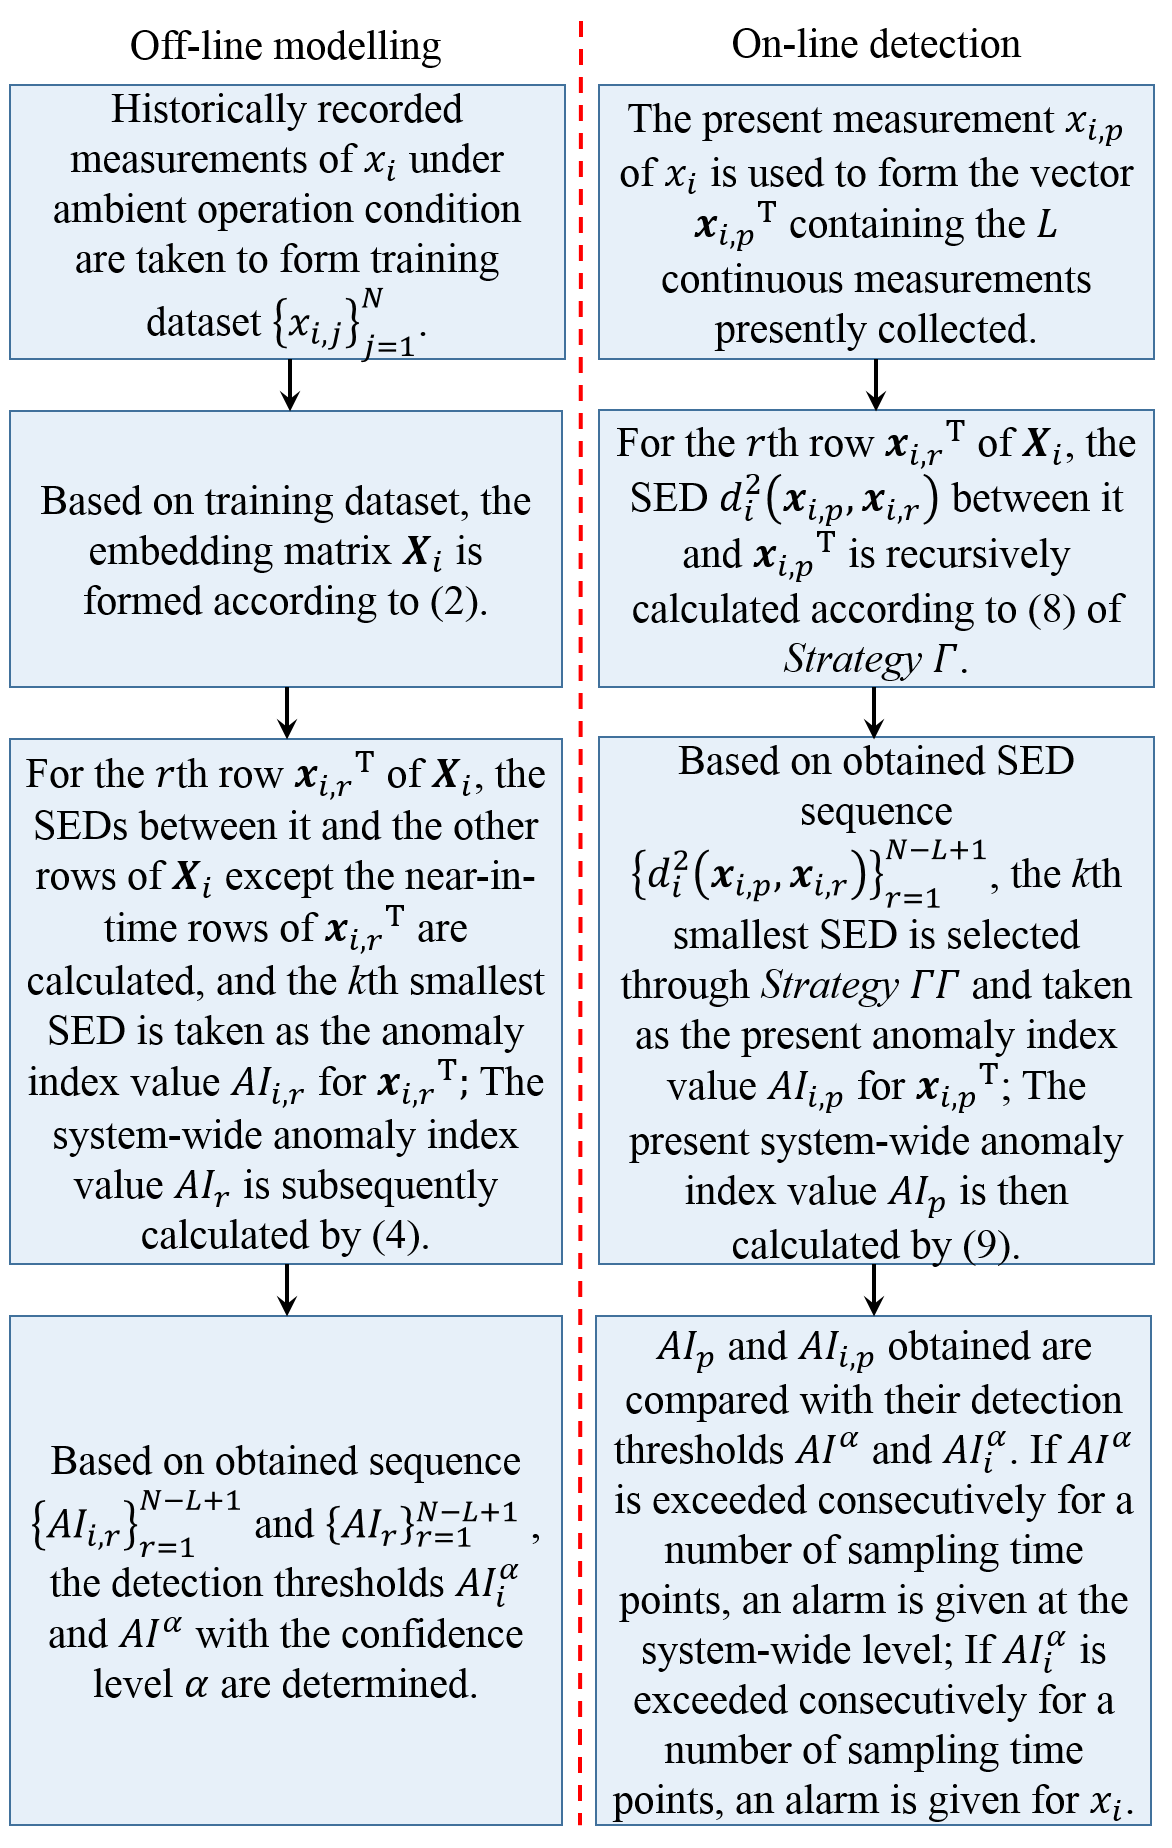 Off-line modelling
Historically recorded
measurements of 𝑥ᵢ under
ambient operation condition
are taken to form training
dataset {𝑥_{i,j}}_{j=1}^{N}.
Based on training dataset, the
embedding matrix 𝑿ᵢ is
formed according to (2).
For the 𝑟th row 𝒙_{i,r}^T of 𝑿ᵢ, the
SEDs between it and the other
rows of 𝑿ᵢ except the near-in-
time rows of 𝒙_{i,r}^T are
calculated, and the kth smallest
SED is taken as the anomaly
index value AI_{i,r} for 𝒙_{i,r}^T; The
system-wide anomaly index
value AI_r is subsequently
calculated by (4).
Based on obtained sequence
{AI_{i,r}}_{r=1}^{N−L+1} and {AI_r}_{r=1}^{N−L+1} ,
the detection thresholds AI_i^α
and AI^α with the confidence
level α are determined.
On-line detection
The present measurement 𝑥_{i,p}
of 𝑥ᵢ is used to form the vector
𝒙_{i,p}^T containing the L
continuous measurements
presently collected.
For the 𝑟th row 𝒙_{i,r}^T of 𝑿ᵢ, the
SED d_i^2(𝒙_{i,p}, 𝒙_{i,r}) between it
and 𝒙_{i,p}^T is recursively
calculated according to (8) of
Strategy Γ.
Based on obtained SED
sequence
{d_i^2(𝒙_{i,p}, 𝒙_{i,r})}_{r=1}^{N−L+1}, the kth
smallest SED is selected
through Strategy ΓΓ and taken
as the present anomaly index
value AI_{i,p} for 𝒙_{i,p}^T; The
present system-wide anomaly
index value AI_p is then
calculated by (9).
AI_p and AI_{i,p} obtained are
compared with their detection
thresholds AI^α and AI_i^α. If AI^α
is exceeded consecutively for a
number of sampling time
points, an alarm is given at the
system-wide level; If AI_i^α is
exceeded consecutively for a
number of sampling time
points, an alarm is given for 𝑥ᵢ.